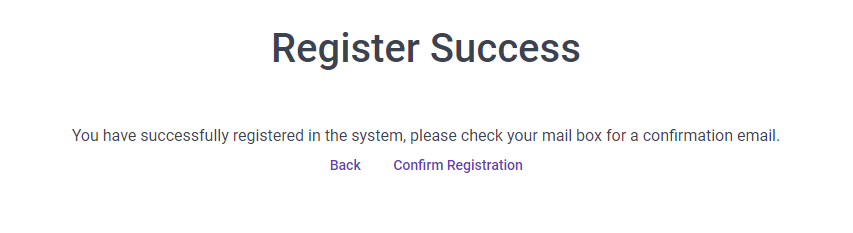 Register Success
You have successfully registered in the system, please check your mail box for a confirmation email.
Back Confirm Registration